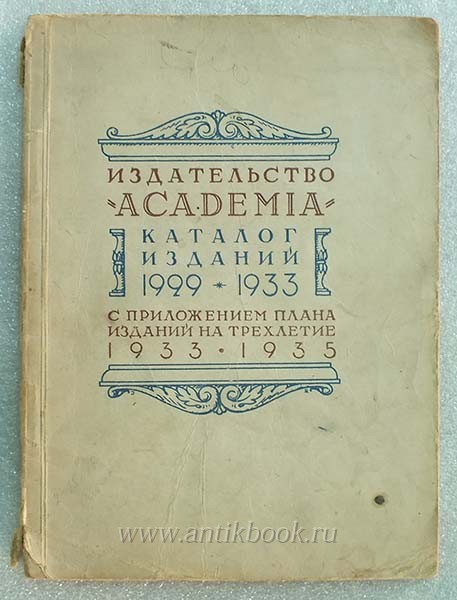 ИЗДАТЕЛЬСТВО
"ACADEMIA"
КАТАЛОГ
ИЗДАНИЙ
1929 * 1933
С ПРИЛОЖЕНИЕМ ПЛАНА
ИЗДАНИЙ НА ТРЕХЛЕТИЕ
1933 • 1935
www.antikbook.ru